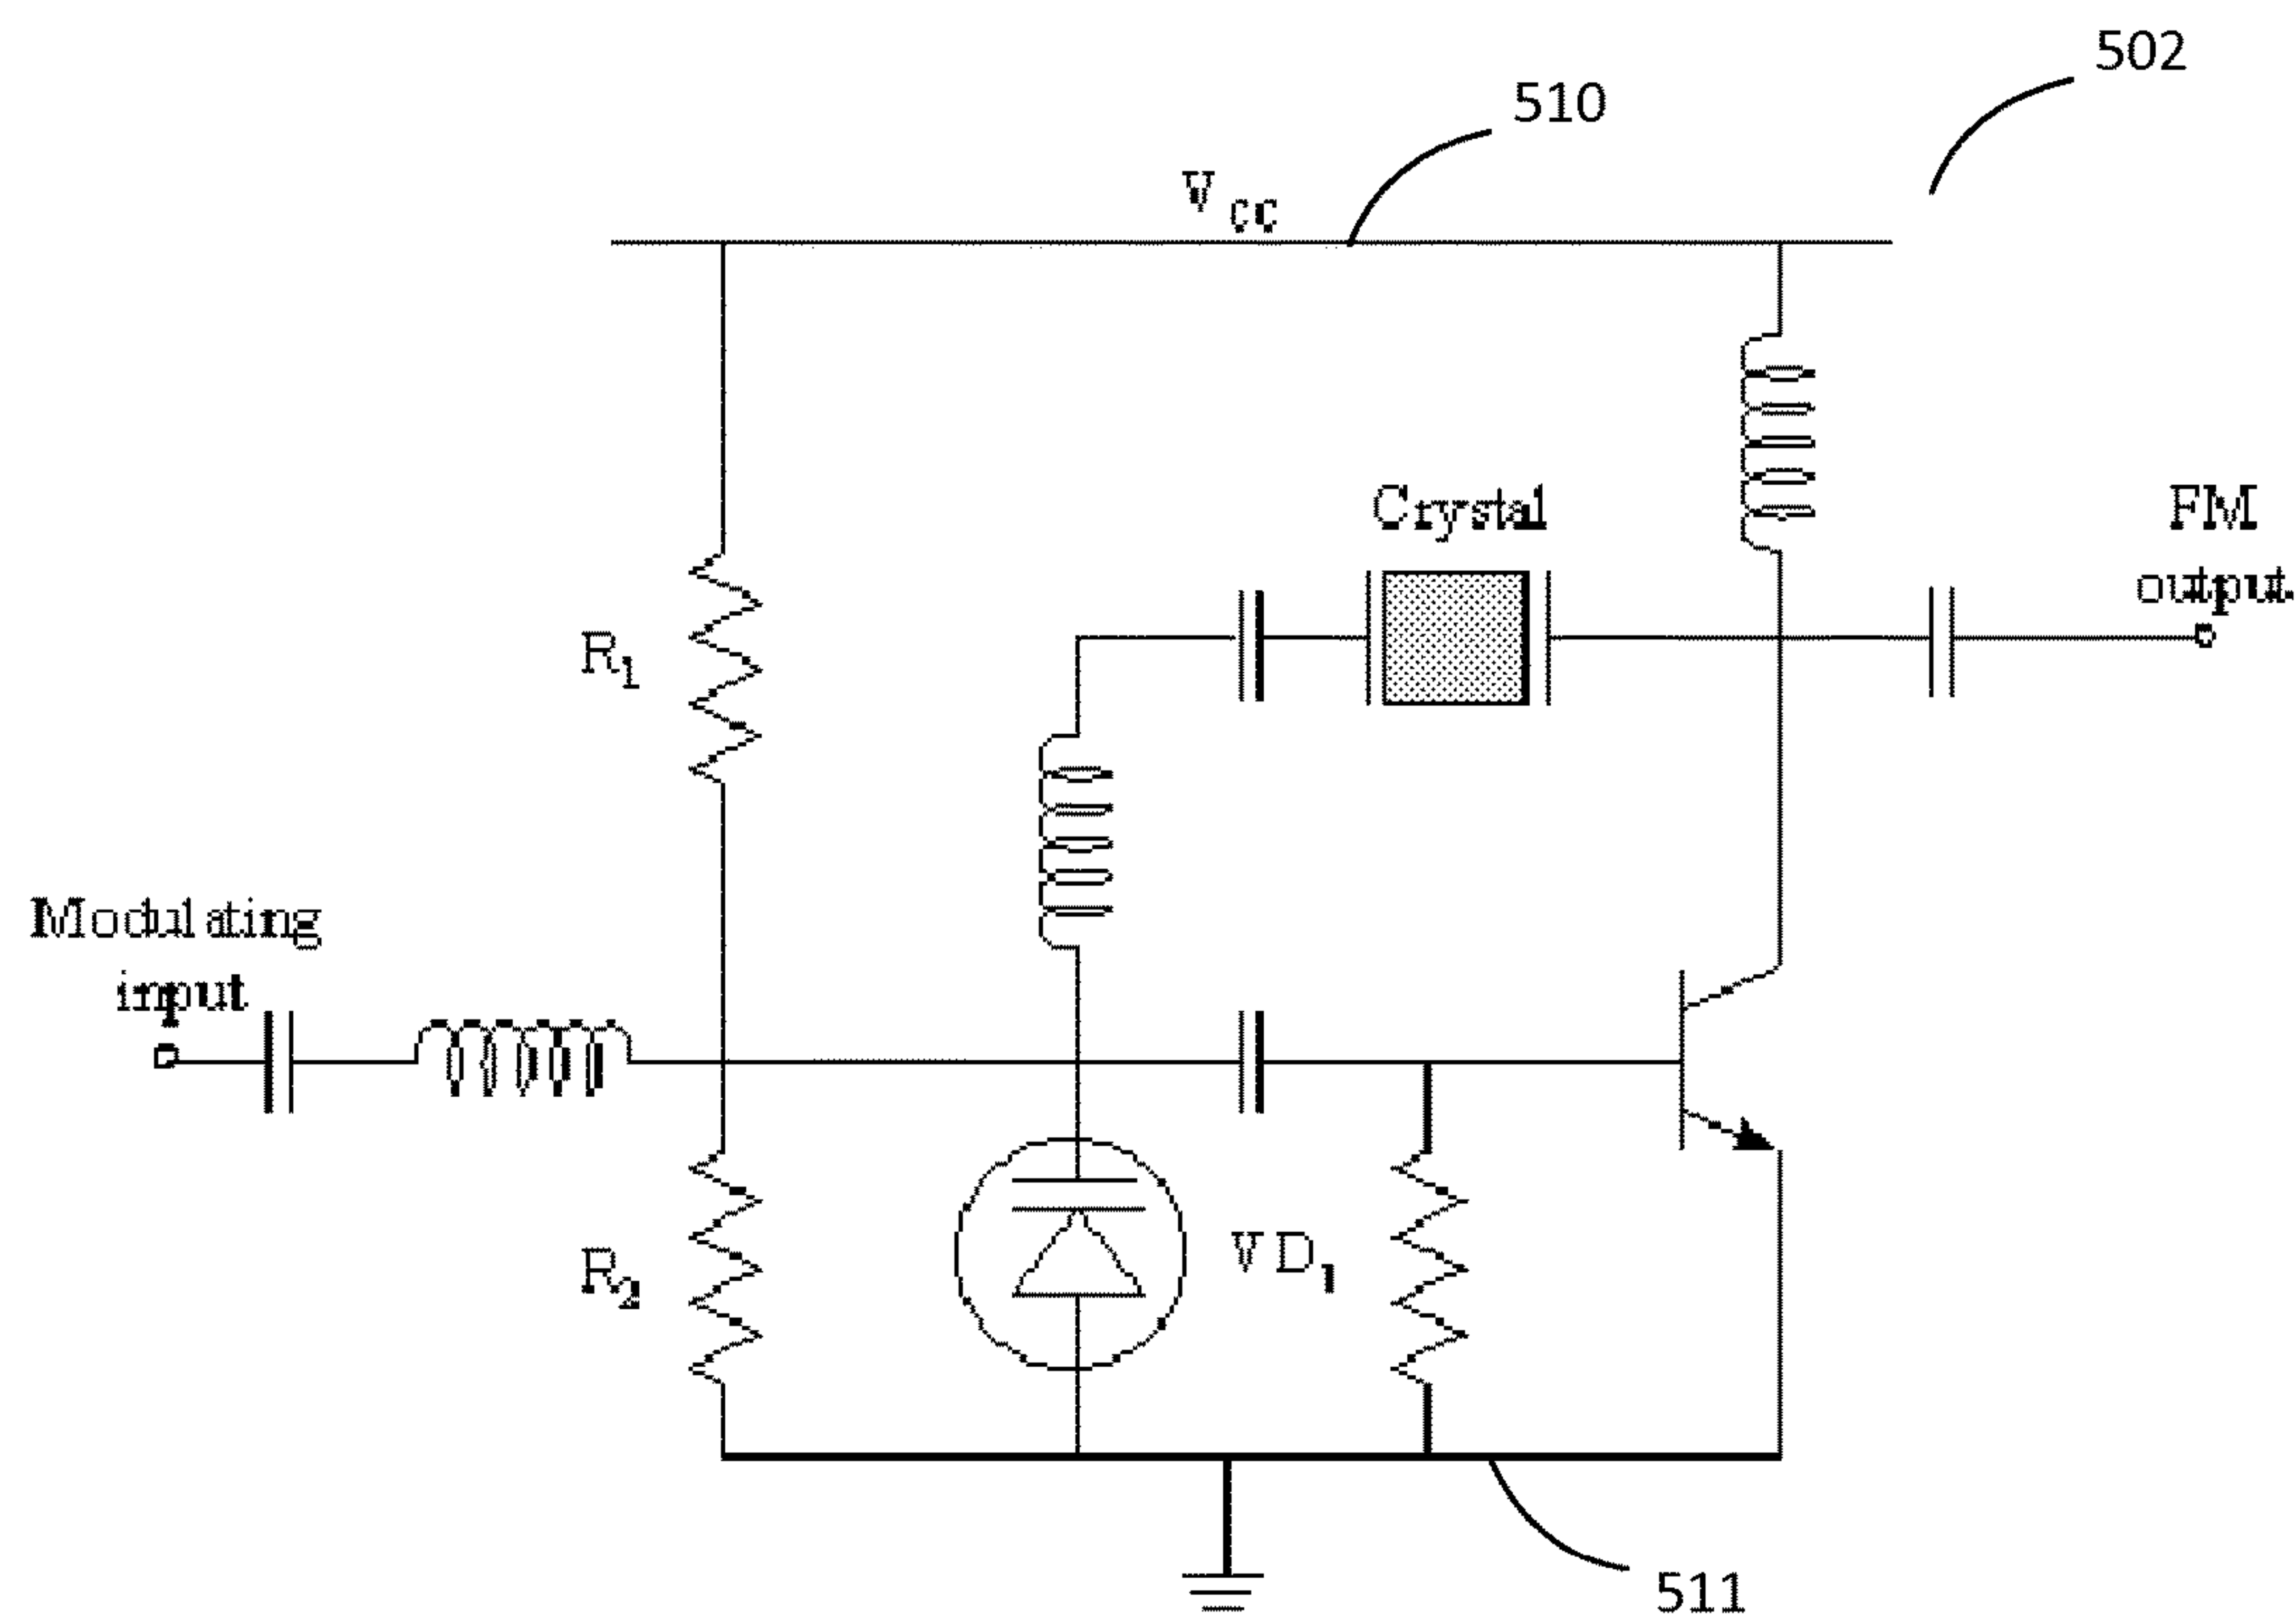 502
510
Vcc
Crystal
FM
output
R1
Modulating
input
R2
VD1
511